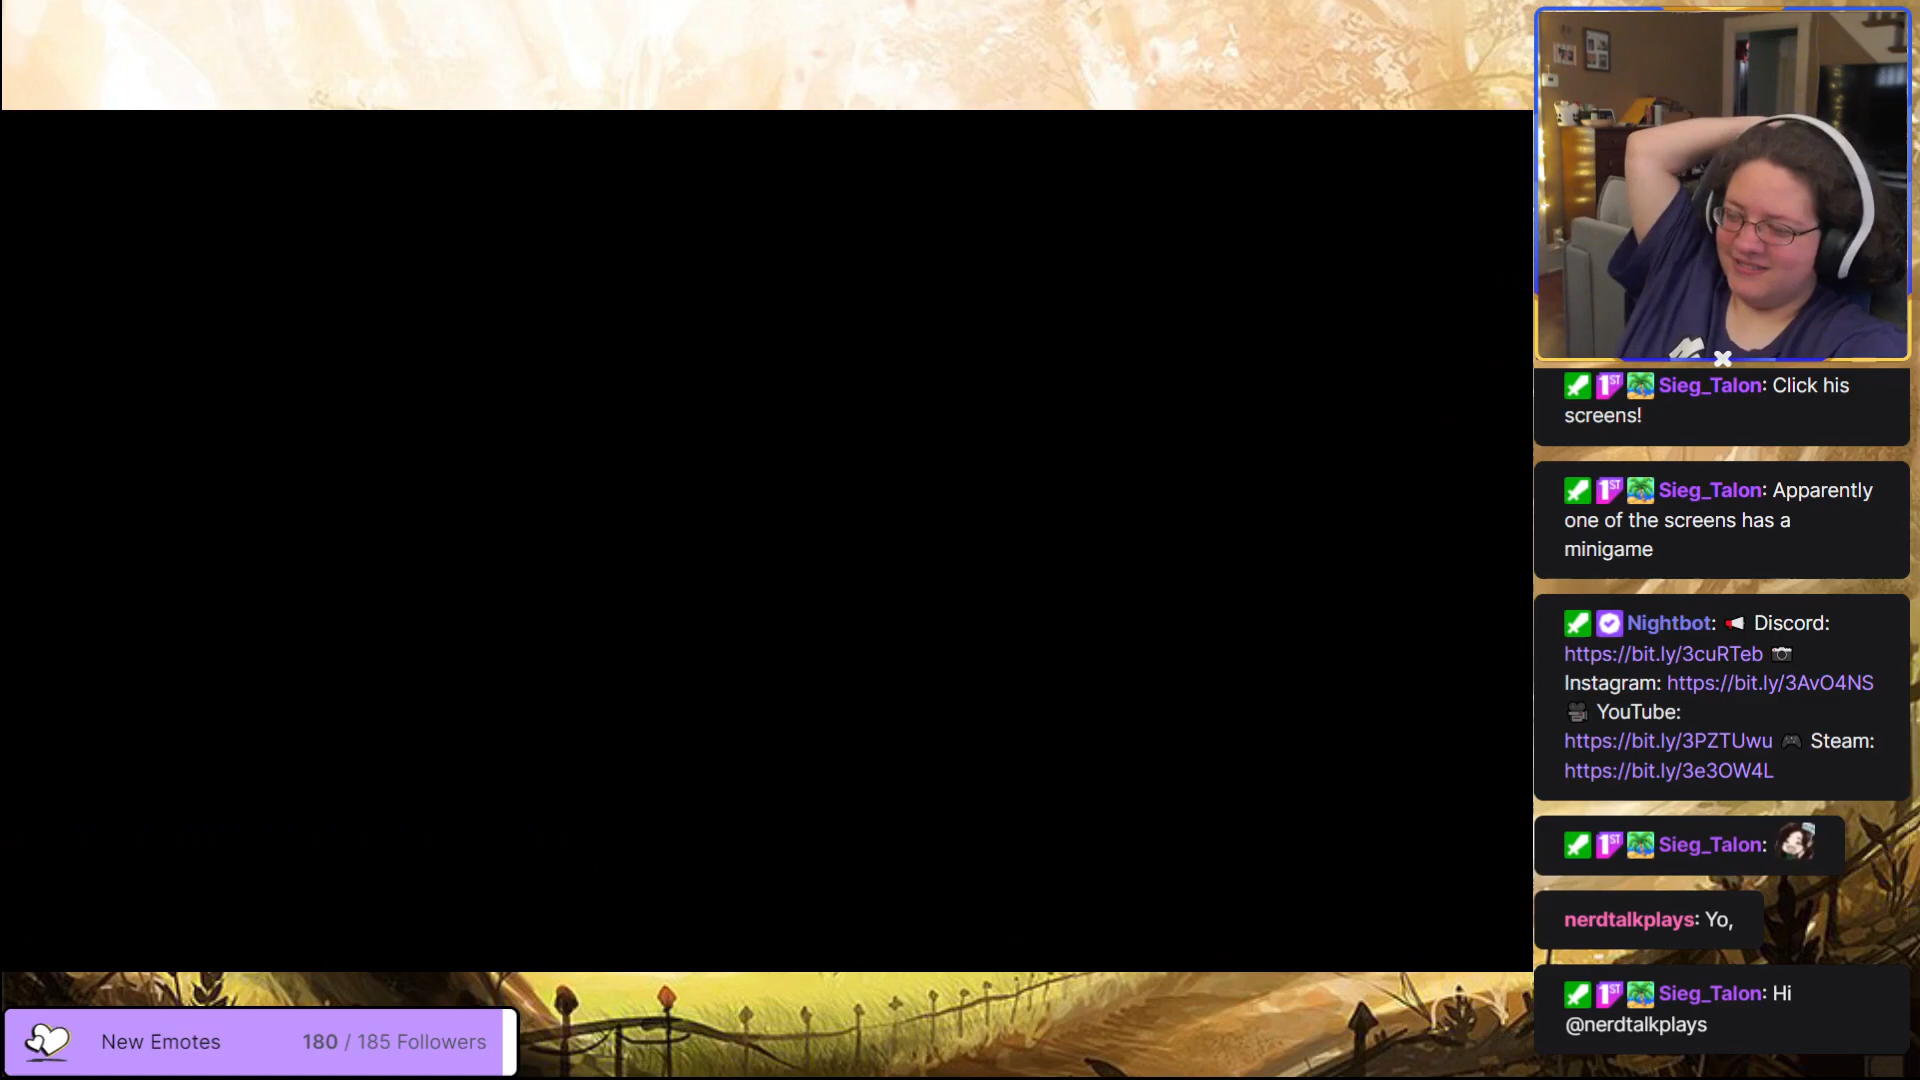 Sieg_Talon: Click his
screens!
Sieg_Talon: Apparently
one of the screens has a
minigame
Nightbot: Discord:
https://bit.ly/3cuRTeb
Instagram: https://bit.ly/3AvO4NS
YouTube:
https://bit.ly/3PZTUwu Steam:
https://bit.ly/3e3OW4L
Sieg_Talon:
nerdtalkplays: Yo,
Sieg_Talon: Hi
@nerdtalkplays
New Emotes 180 / 185 Followers